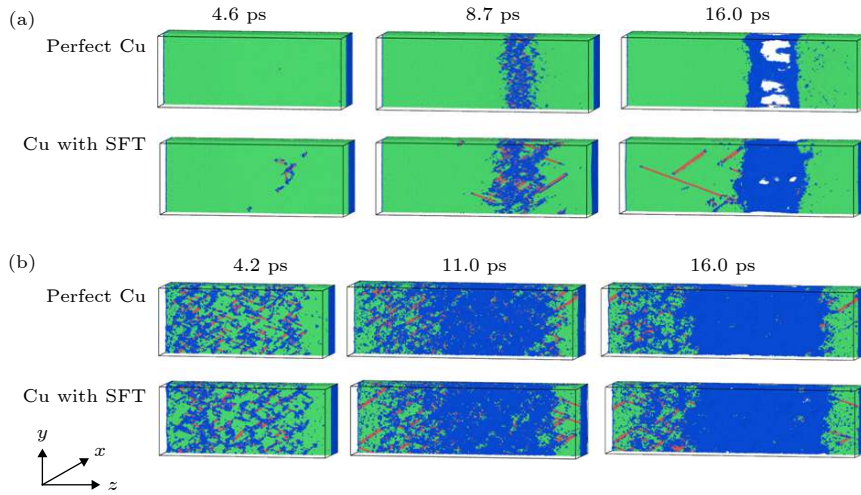 (a)
4.6 ps 8.7 ps 16.0 ps
Perfect Cu
Cu with SFT
(b)
4.2 ps 11.0 ps 16.0 ps
Perfect Cu
Cu with SFT
y
x
z